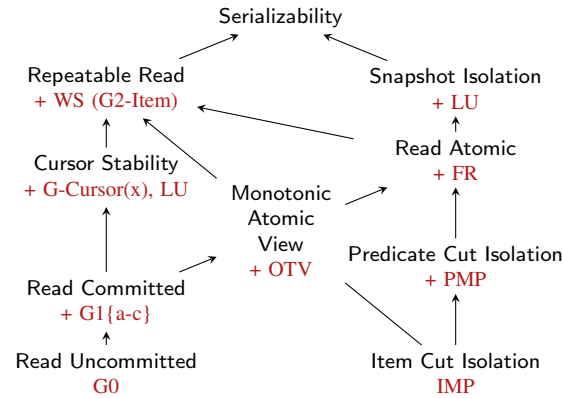 Serializability
Repeatable Read
+ WS (G2-Item)
Snapshot Isolation
+ LU
Cursor Stability
+ G-Cursor(x), LU
Read Atomic
+ FR
Monotonic
Atomic
View
+ OTV
Predicate Cut Isolation
+ PMP
Read Committed
+ G1{a-c}
Read Uncommitted
G0
Item Cut Isolation
IMP